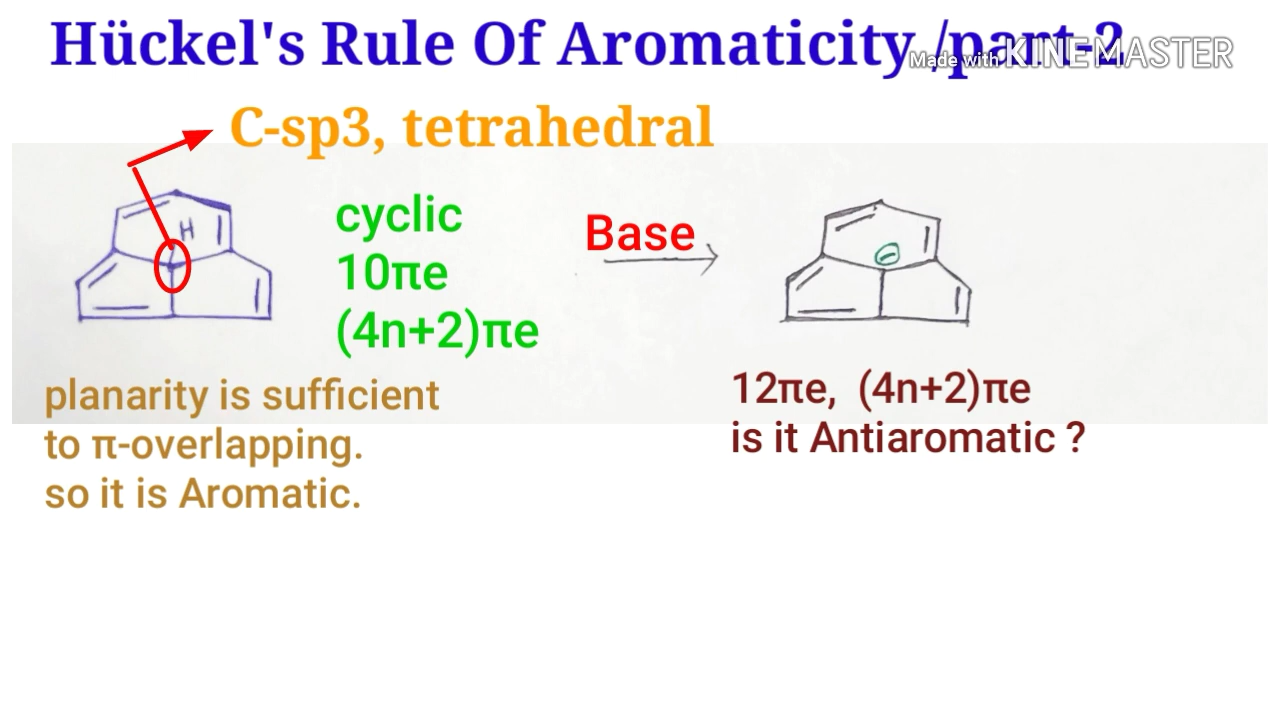 Hückel's Rule Of Aromaticity /part-2
Made with KINEMASTER
C-sp3, tetrahedral
H
cyclic
10πe
(4n+2)πe
Base
⊖
planarity is sufficient
to π-overlapping.
so it is Aromatic.
12πe, (4n+2)πe
is it Antiaromatic ?